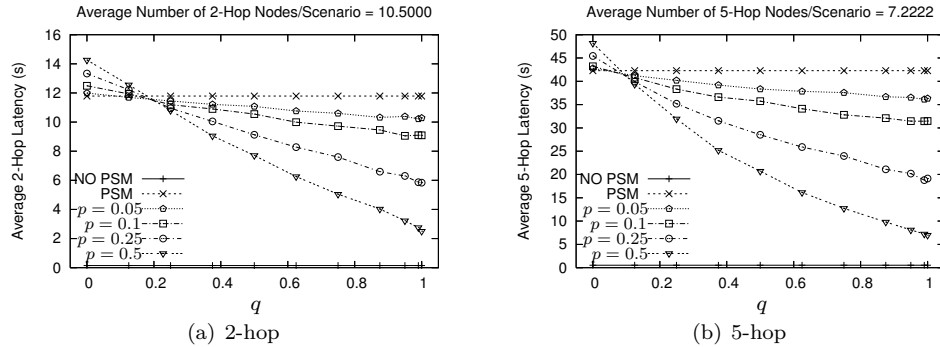 Average Number of 2-Hop Nodes/Scenario = 10.5000
Average 2-Hop Latency (s)
16
14
12
10
8
6
4
2
0
NO PSM
PSM
p = 0.05
p = 0.1
p = 0.25
p = 0.5
0 0.2 0.4 0.6 0.8 1
q
(a) 2-hop
Average Number of 5-Hop Nodes/Scenario = 7.2222
Average 5-Hop Latency (s)
50
45
40
35
30
25
20
15
10
5
0
NO PSM
PSM
p = 0.05
p = 0.1
p = 0.25
p = 0.5
0 0.2 0.4 0.6 0.8 1
q
(b) 5-hop